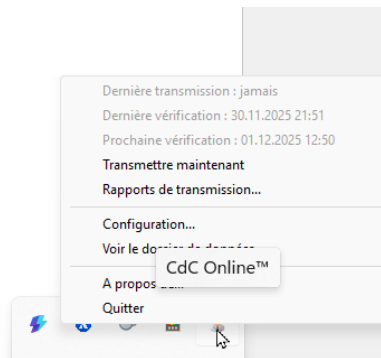 Dernière transmission : jamais
Dernière vérification : 30.11.2025 21:51
Prochaine vérification : 01.12.2025 12:50
Transmettre maintenant
Rapports de transmission...
Configuration...
Voir le dossier de données
CdC Online™
A propos de...
Quitter